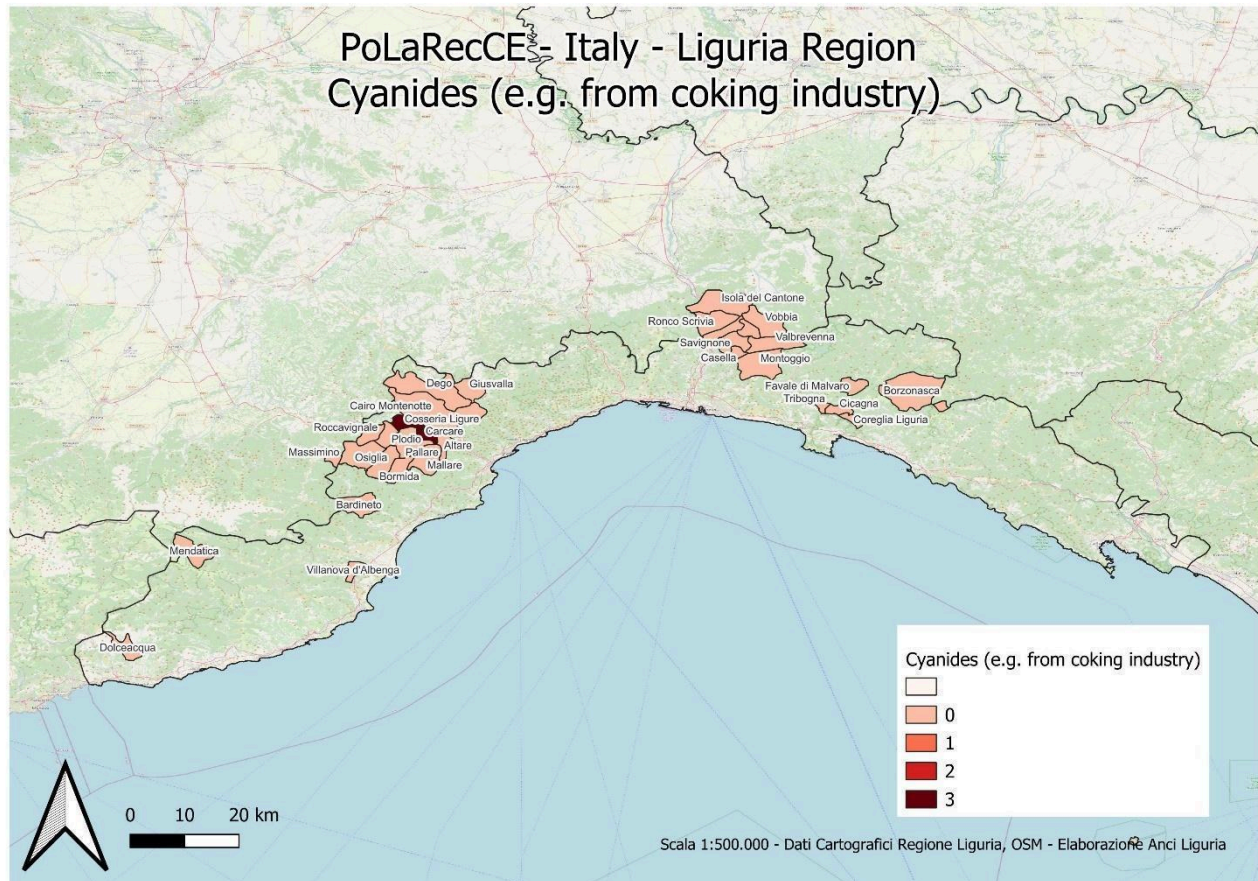 PoLaRecCE - Italy - Liguria Region
Cyanides (e.g. from coking industry)
Isola del Cantone
Ronco Scrivia
Vobbia
Savignone
Valbrevenna
Casella
Montoggio
Dego
Giusvalla
Favale di Malvaro
Borzonasca
Tribogna
Cicagna
Cairo Montenotte
Cosseria Ligure
Coreglia Liguria
Roccavignale
Carcare
Plodio
Altare
Massimino
Osiglia
Pallare
Mallare
Bormida
Bardineto
Mendatica
Villanova d'Albenga
Dolceacqua
Cyanides (e.g. from coking industry)
0
1
2
3
0 10 20 km
Scala 1:500.000 - Dati Cartografici Regione Liguria, OSM - Elaborazione Anci Liguria